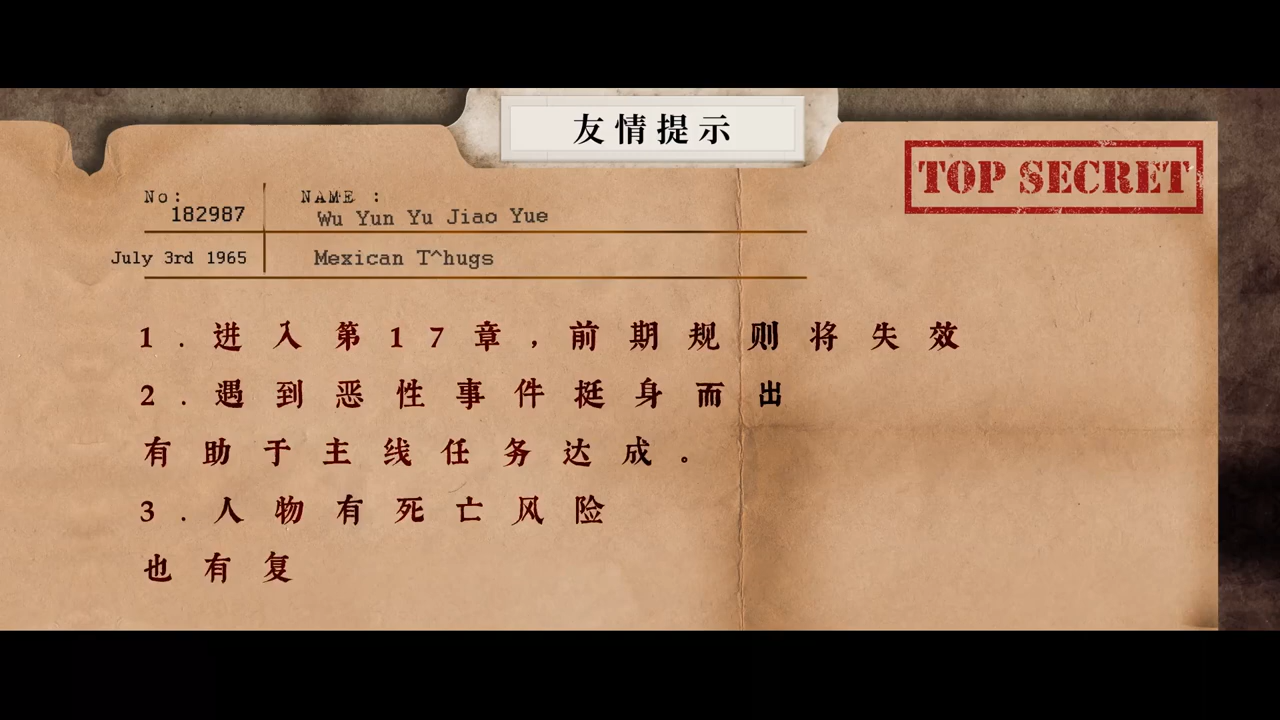 友情提示
TOP SECRET
No:
182987
NAME :
Wu Yun Yu Jiao Yue
July 3rd 1965
Mexican T^hugs
1.进入第17章,前期规则将失效
2.遇到恶性事件挺身而出
有助于主线任务达成。
3.人物有死亡风险
也有复